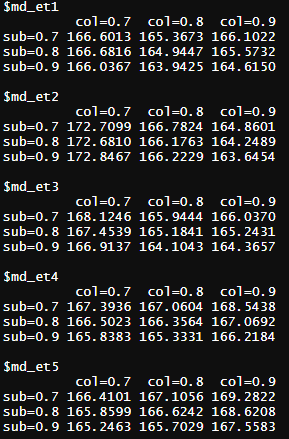 $md_et1
col=0.7 col=0.8 col=0.9
sub=0.7 166.6013 165.3673 166.1022
sub=0.8 166.6816 164.9447 165.5732
sub=0.9 166.0367 163.9425 164.6150
$md_et2
col=0.7 col=0.8 col=0.9
sub=0.7 172.7099 166.7824 164.8601
sub=0.8 172.6810 166.1763 164.2489
sub=0.9 172.8467 166.2229 163.6454
$md_et3
col=0.7 col=0.8 col=0.9
sub=0.7 168.1246 165.9444 166.0370
sub=0.8 167.4539 165.1841 165.2431
sub=0.9 166.9137 164.1043 164.3657
$md_et4
col=0.7 col=0.8 col=0.9
sub=0.7 167.3936 167.0604 168.5438
sub=0.8 166.5023 166.3564 167.0692
sub=0.9 165.8383 165.3331 166.2184
$md_et5
col=0.7 col=0.8 col=0.9
sub=0.7 166.4101 167.1056 169.2822
sub=0.8 165.8599 166.6242 168.6208
sub=0.9 165.2463 165.7029 167.5583